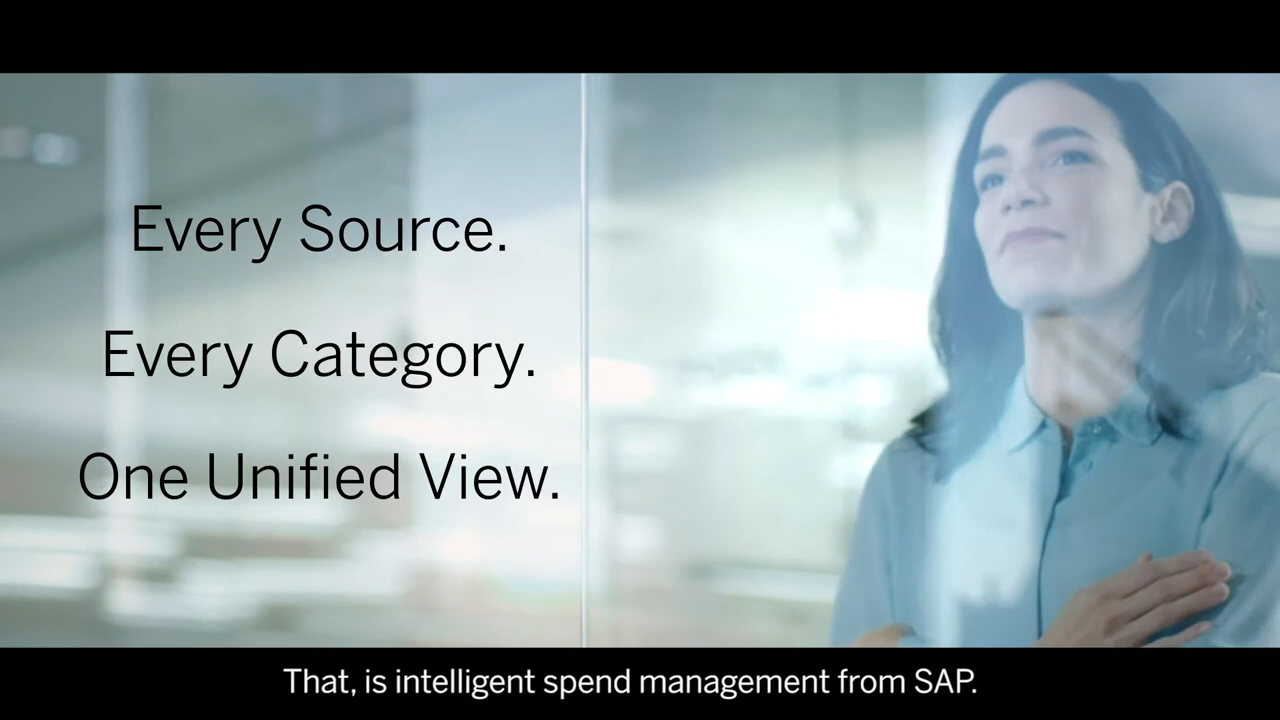 Every Source.
Every Category.
One Unified View.
That, is intelligent spend management from SAP.